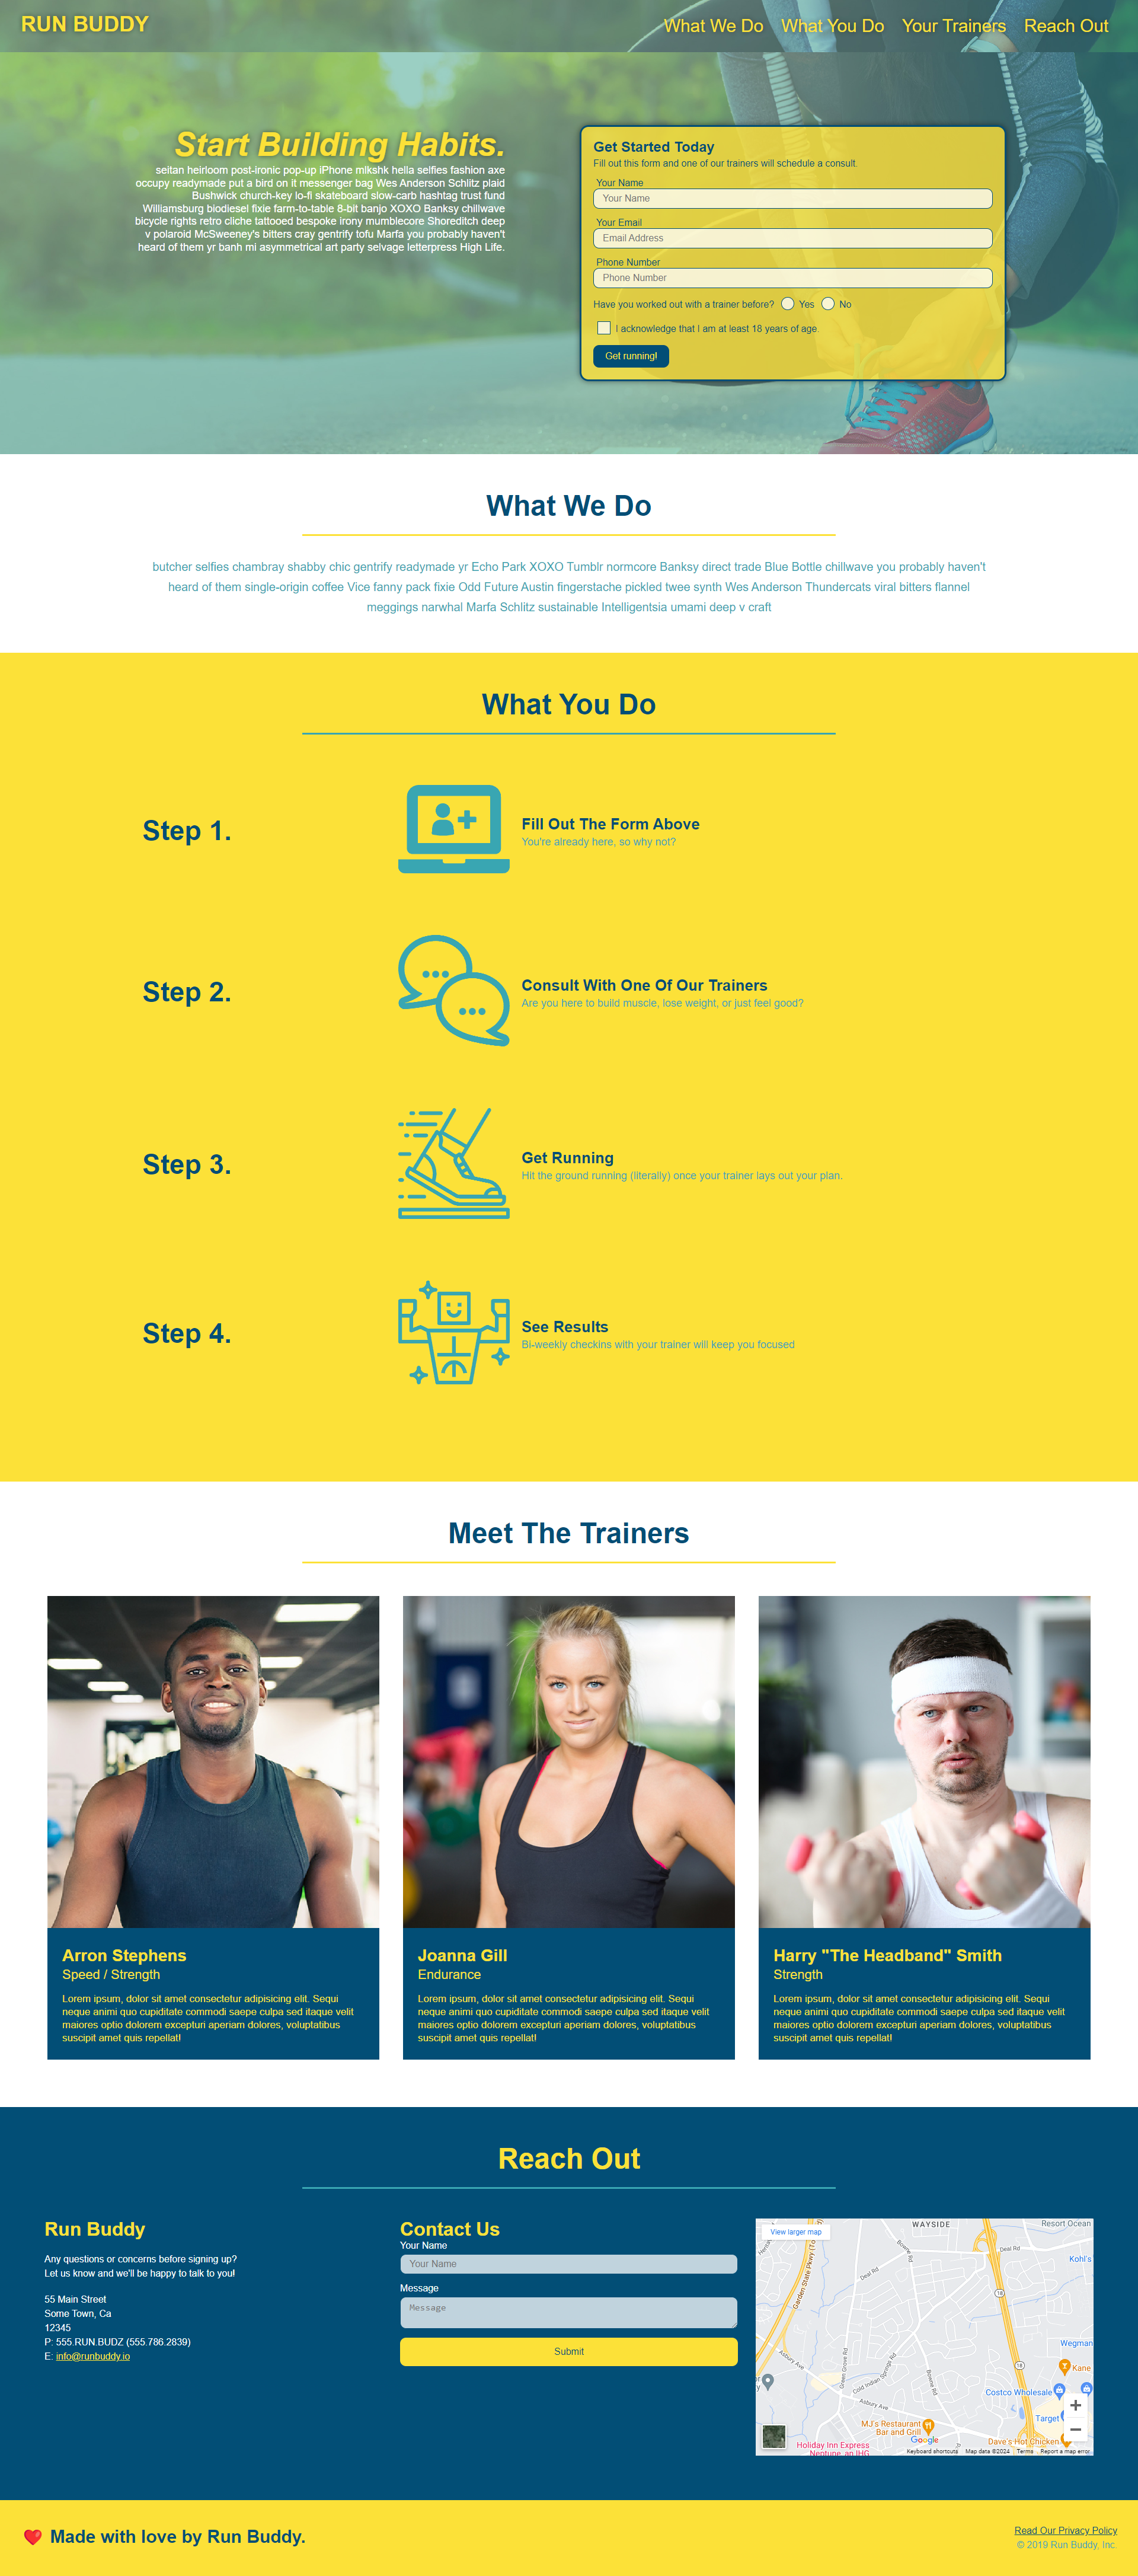 RUN BUDDY
What We Do
What You Do
Your Trainers
Reach Out
Start Building Habits.
seitan heirloom post-ironic pop-up iPhone mlkshk hella selfies fashion axe
occupy readymade put a bird on it messenger bag Wes Anderson Schlitz plaid
Bushwick church-key lo-fi skateboard slow-carb hashtag trust fund
Williamsburg biodiesel fixie farm-to-table 8-bit banjo XOXO Banksy chillwave
bicycle rights retro cliche tattooed bespoke irony mumblecore Shoreditch deep
v polaroid McSweeney's bitters cray gentrify tofu Marfa you probably haven't
heard of them yr banh mi asymmetrical art party selvage letterpress High Life.
Get Started Today
Fill out this form and one of our trainers will schedule a consult.
Your Name
Your Name
Your Email
Email Address
Phone Number
Phone Number
Have you worked out with a trainer before? Yes No
I acknowledge that I am at least 18 years of age.
Get running!
What We Do
butcher selfies chambray shabby chic gentrify readymade yr Echo Park XOXO Tumblr normcore Banksy direct trade Blue Bottle chillwave you probably haven't
heard of them single-origin coffee Vice fanny pack fixie Odd Future Austin fingerstache pickled twee synth Wes Anderson Thundercats viral bitters flannel
meggings narwhal Marfa Schlitz sustainable Intelligentsia umami deep v craft
What You Do
Step 1.
Fill Out The Form Above
You're already here, so why not?
Step 2.
Consult With One Of Our Trainers
Are you here to build muscle, lose weight, or just feel good?
Step 3.
Get Running
Hit the ground running (literally) once your trainer lays out your plan.
Step 4.
See Results
Bi-weekly checkins with your trainer will keep you focused
Meet The Trainers
Arron Stephens
Speed / Strength
Lorem ipsum, dolor sit amet consectetur adipisicing elit. Sequi
neque animi quo cupiditate commodi saepe culpa sed itaque velit
maiores optio dolorem excepturi aperiam dolores, voluptatibus
suscipit amet quis repellat!
Joanna Gill
Endurance
Lorem ipsum, dolor sit amet consectetur adipisicing elit. Sequi
neque animi quo cupiditate commodi saepe culpa sed itaque velit
maiores optio dolorem excepturi aperiam dolores, voluptatibus
suscipit amet quis repellat!
Harry "The Headband" Smith
Strength
Lorem ipsum, dolor sit amet consectetur adipisicing elit. Sequi
neque animi quo cupiditate commodi saepe culpa sed itaque velit
maiores optio dolorem excepturi aperiam dolores, voluptatibus
suscipit amet quis repellat!
Reach Out
Run Buddy
Any questions or concerns before signing up?
Let us know and we'll be happy to talk to you!
55 Main Street
Some Town, Ca
12345
P: 555.RUN.BUDZ (555.786.2839)
E: info@runbuddy.io
Contact Us
Your Name
Your Name
Message
Message
Submit
View larger map
WAYSIDE
Resort Ocean
Kohl's
Deal Rd
Deal Rd
Bowne Rd
Garden State Pkwy
18
Wegman
18
Kane
Green Grove Rd
Cold Indian Springs Rd
Asbury Ave
Bowne Rd
Costco Wholesale
Asbury Ave
Target
MJ's Restaurant
Bar and Grill
Dave's Hot Chicken
Holiday Inn Express
Neptune, an IHG
Google
Keyboard shortcuts
Map data ©2024
Terms
Report a map error
Made with love by Run Buddy.
Read Our Privacy Policy
© 2019 Run Buddy, Inc.